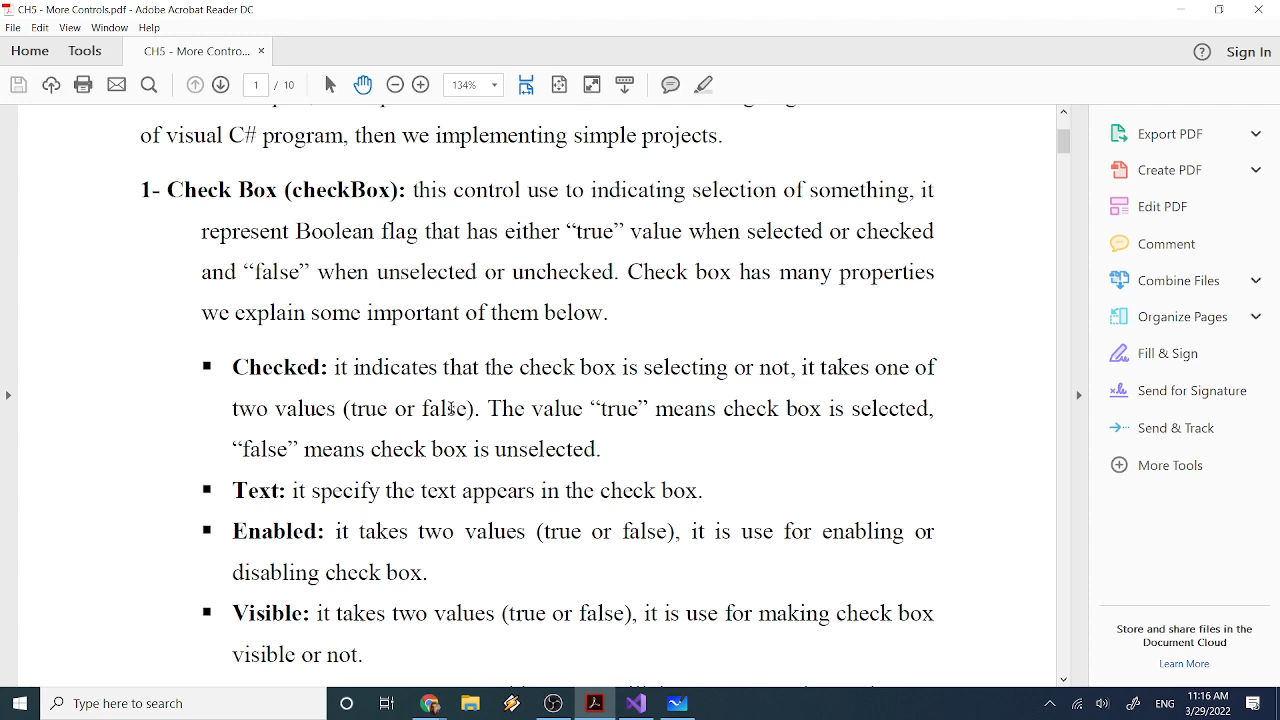 CH5 - More Controls.pdf - Adobe Acrobat Reader DC
File Edit View Window Help
Home Tools CH5 - More Contro... × Sign In
1 / 10 134%
of visual C# program, then we implementing simple projects.
1- Check Box (checkBox): this control use to indicating selection of something, it
represent Boolean flag that has either “true” value when selected or checked
and “false” when unselected or unchecked. Check box has many properties
we explain some important of them below.
▪ Checked: it indicates that the check box is selecting or not, it takes one of
two values (true or false). The value “true” means check box is selected,
“false” means check box is unselected.
▪ Text: it specify the text appears in the check box.
▪ Enabled: it takes two values (true or false), it is use for enabling or
disabling check box.
▪ Visible: it takes two values (true or false), it is use for making check box
visible or not.
Export PDF
Create PDF
Edit PDF
Comment
Combine Files
Organize Pages
Fill & Sign
Send for Signature
Send & Track
More Tools
Store and share files in the
Document Cloud
Learn More
Type here to search
ENG
11:16 AM
3/29/2022